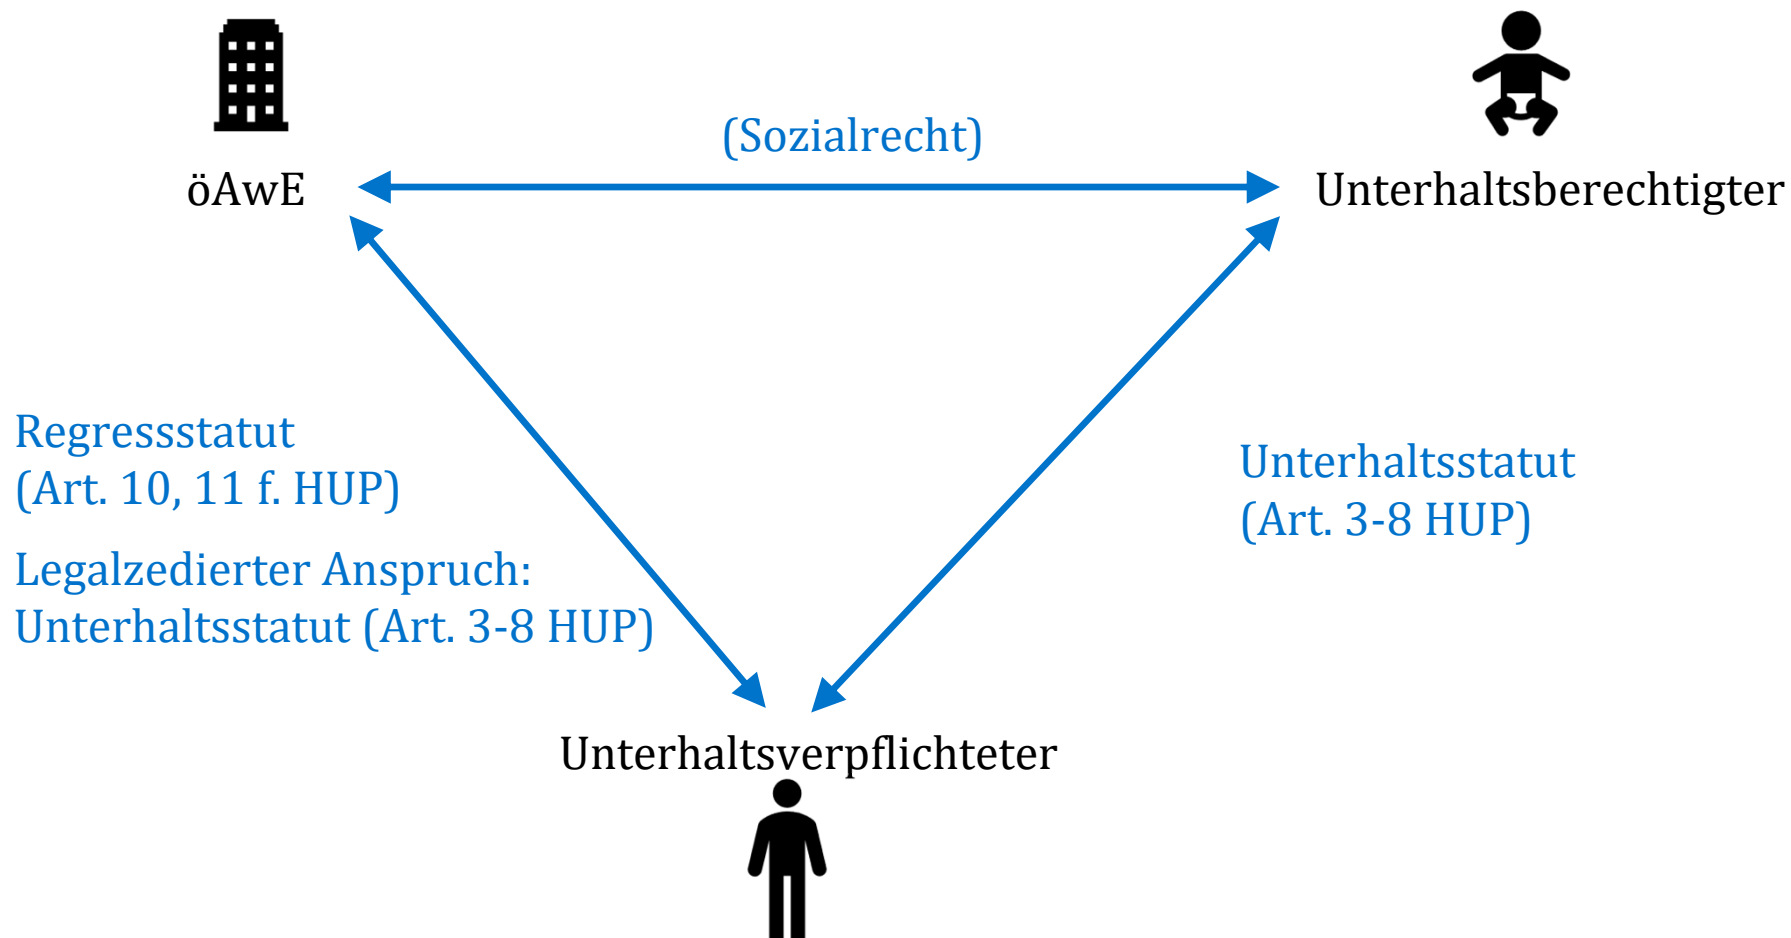 (Sozialrecht)
öAwE
Unterhaltsberechtigter
Regressstatut
(Art. 10, 11 f. HUP)
Legalzedierter Anspruch:
Unterhaltsstatut (Art. 3-8 HUP)
Unterhaltsstatut
(Art. 3-8 HUP)
Unterhaltsverpflichteter